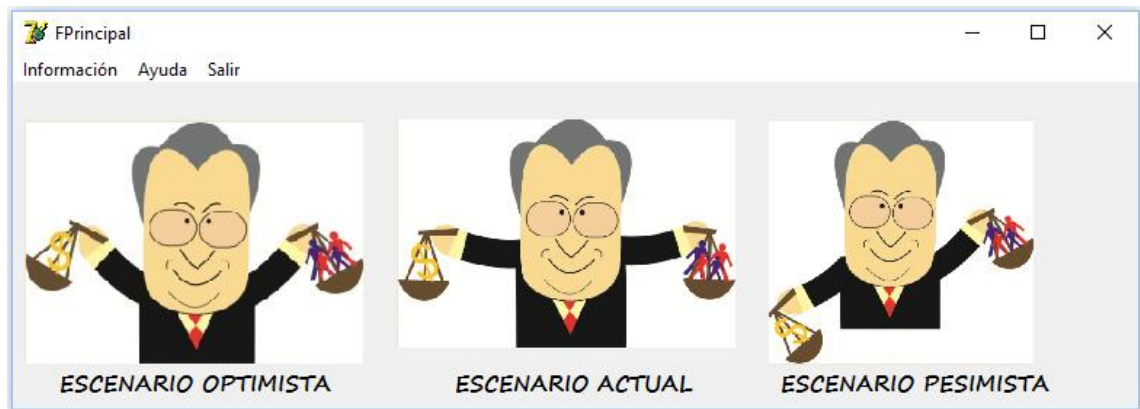 FPrincipal
Información Ayuda Salir
$ $ $
ESCENARIO OPTIMISTA ESCENARIO ACTUAL ESCENARIO PESIMISTA